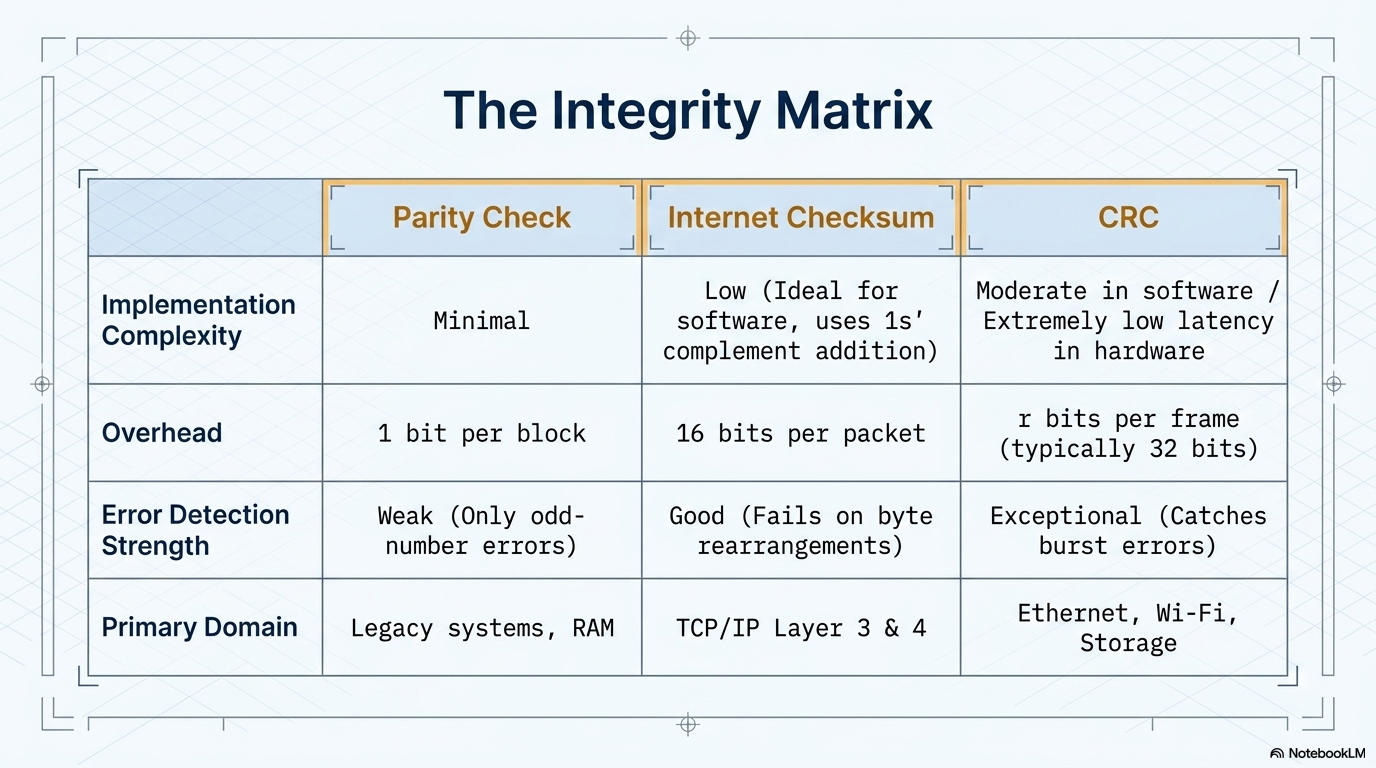 The Integrity Matrix
Parity Check
Internet Checksum
CRC
Implementation
Complexity
Minimal
Low (Ideal for
software, uses 1s’
complement addition)
Moderate in software /
Extremely low latency
in hardware
Overhead
1 bit per block
16 bits per packet
r bits per frame
(typically 32 bits)
Error Detection
Strength
Weak (Only odd-
number errors)
Good (Fails on byte
rearrangements)
Exceptional (Catches
burst errors)
Primary Domain
Legacy systems, RAM
TCP/IP Layer 3 & 4
Ethernet, Wi-Fi,
Storage
NotebookLM